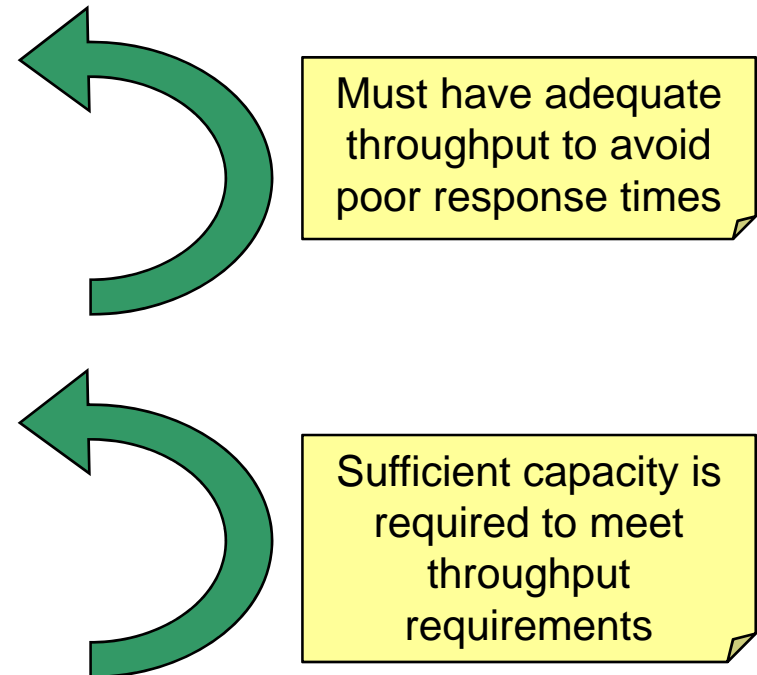 Must have adequate
throughput to avoid
poor response times
Sufficient capacity is
required to meet
throughput
requirements